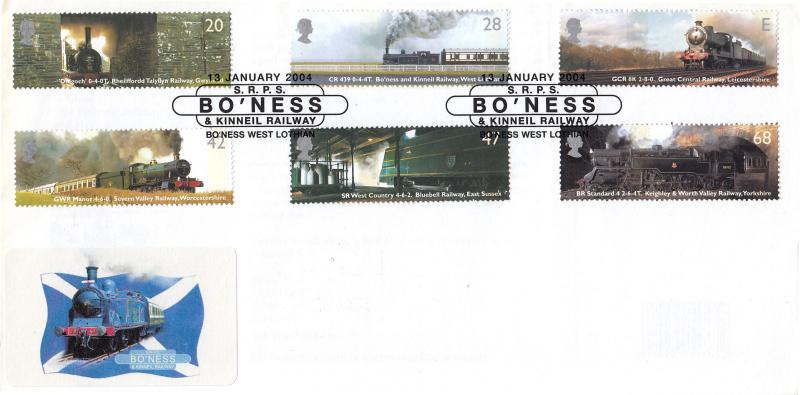 20
'Dolgoch' 0-4-0T. Rheilffordd Talyllyn Railway, Gwynedd
28
CR 439 0-4-4T. Bo'ness and Kinneil Railway, West Lothian
E
GCR 8K 2-8-0. Great Central Railway, Leicestershire
13 JANUARY 2004
S. R. P. S.
BO'NESS
& KINNEIL RAILWAY
BO'NESS WEST LOTHIAN
13 JANUARY 2004
S. R. P. S.
BO'NESS
& KINNEIL RAILWAY
BO'NESS WEST LOTHIAN
42
GWR Manor 4-6-0. Severn Valley Railway, Worcestershire
47
SR West Country 4-6-2. Bluebell Railway, East Sussex
68
BR Standard 4 2-6-4T. Keighley & Worth Valley Railway, Yorkshire
BO'NESS
& KINNEIL RAILWAY